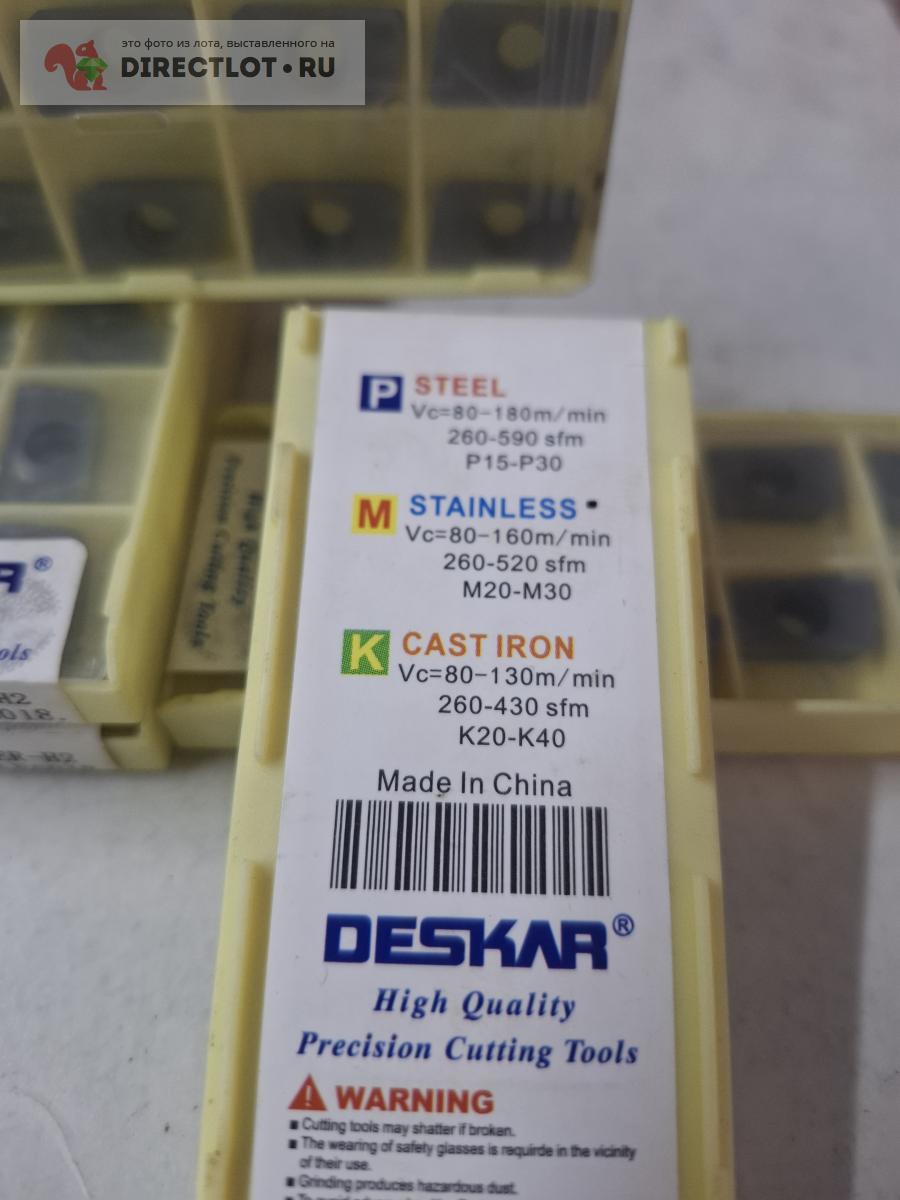 это фото из лота, выставленного на
DIRECTLOT•RU
P STEEL
Vc=80-180m/min
260-590 sfm
P15-P30
M STAINLESS
Vc=80-160m/min
260-520 sfm
M20-M30
K CAST IRON
Vc=80-130m/min
260-430 sfm
K20-K40
Made In China
DESKAR®
High Quality
Precision Cutting Tools
WARNING
Cutting tools may shatter if broken.
The wearing of safety glasses is requirde in the vicinity
of their use.
Grinding produces hazardous dust.
High Quality
Precision Cutting Tools
R®
ols